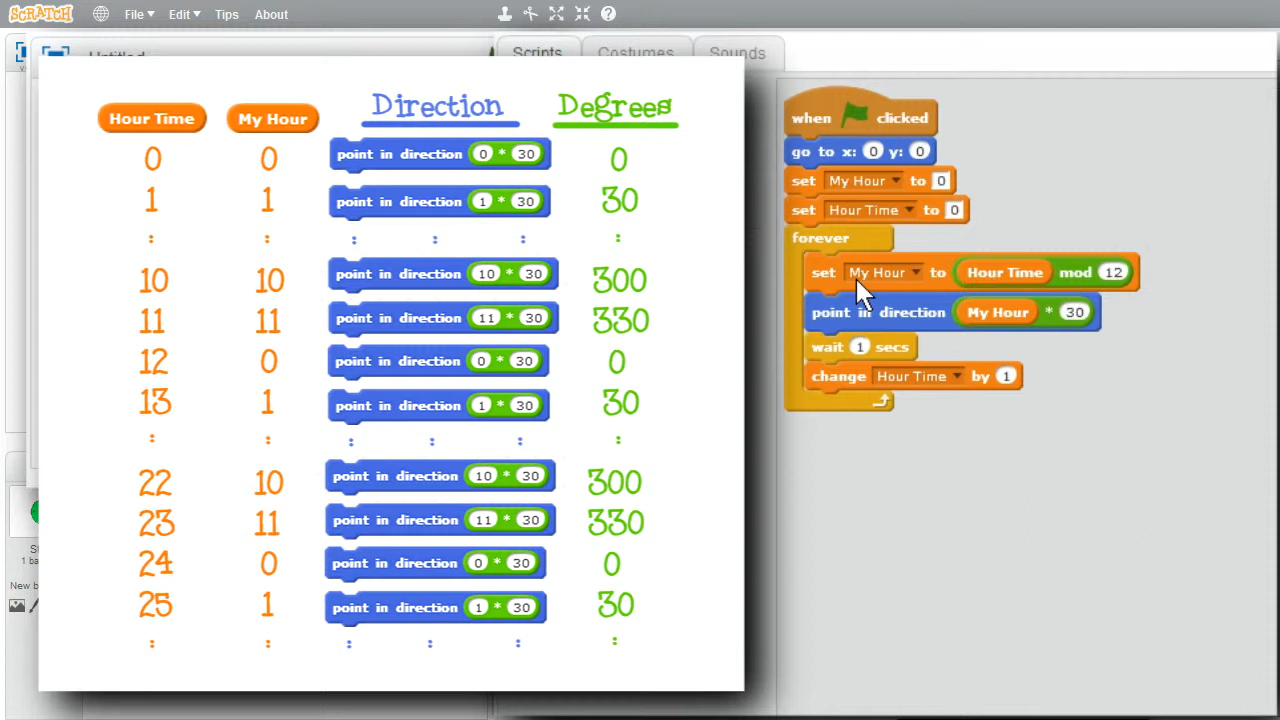 SCRATCH File Edit Tips About
Untitled Scripts Costumes Sounds
Hour Time My Hour Direction Degrees
0 0 point in direction 0 * 30 0
1 1 point in direction 1 * 30 30
: : : : : :
10 10 point in direction 10 * 30 300
11 11 point in direction 11 * 30 330
12 0 point in direction 0 * 30 0
13 1 point in direction 1 * 30 30
: : : : : :
22 10 point in direction 10 * 30 300
23 11 point in direction 11 * 30 330
24 0 point in direction 0 * 30 0
25 1 point in direction 1 * 30 30
: : : : : :
when clicked
go to x: 0 y: 0
set My Hour to 0
set Hour Time to 0
forever
set My Hour to Hour Time mod 12
point in direction My Hour * 30
wait 1 secs
change Hour Time by 1
New b